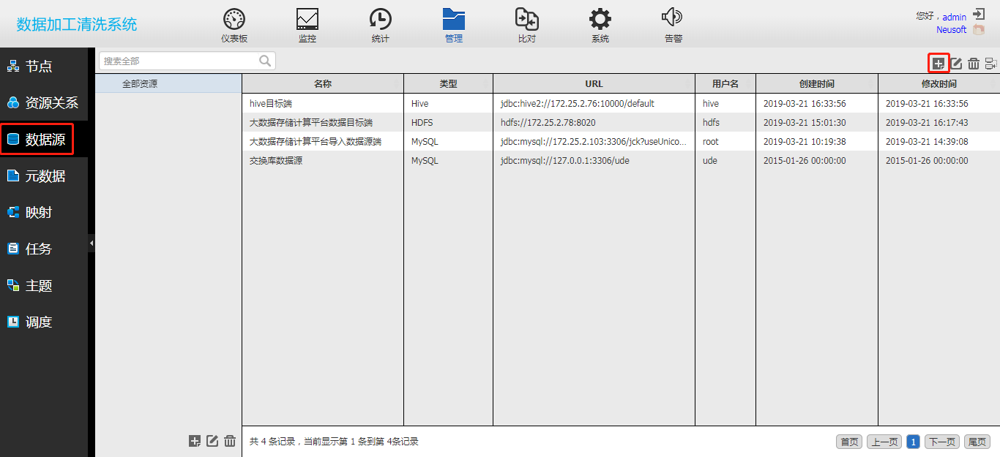 数据加工清洗系统
仪表板
监控
统计
管理
比对
系统
告警
您好，admin
Neusoft
节点
资源关系
数据源
元数据
映射
任务
主题
调度
搜索全部
全部资源
名称 类型 URL 用户名 创建时间 修改时间
hive目标端 Hive jdbc:hive2://172.25.2.76:10000/default hive 2019-03-21 16:33:56 2019-03-21 16:33:56
大数据存储计算平台数据目标端 HDFS hdfs://172.25.2.78:8020 hdfs 2019-03-21 15:01:30 2019-03-21 16:17:43
大数据存储计算平台导入数据源端 MySQL jdbc:mysql://172.25.2.103:3306/jck?useUnico... root 2019-03-21 10:19:38 2019-03-21 14:39:08
交换库数据源 MySQL jdbc:mysql://127.0.0.1:3306/ude ude 2015-01-26 00:00:00 2015-01-26 00:00:00
共 4 条记录，当前显示第 1 条到第 4条记录
首页 上一页 1 下一页 尾页